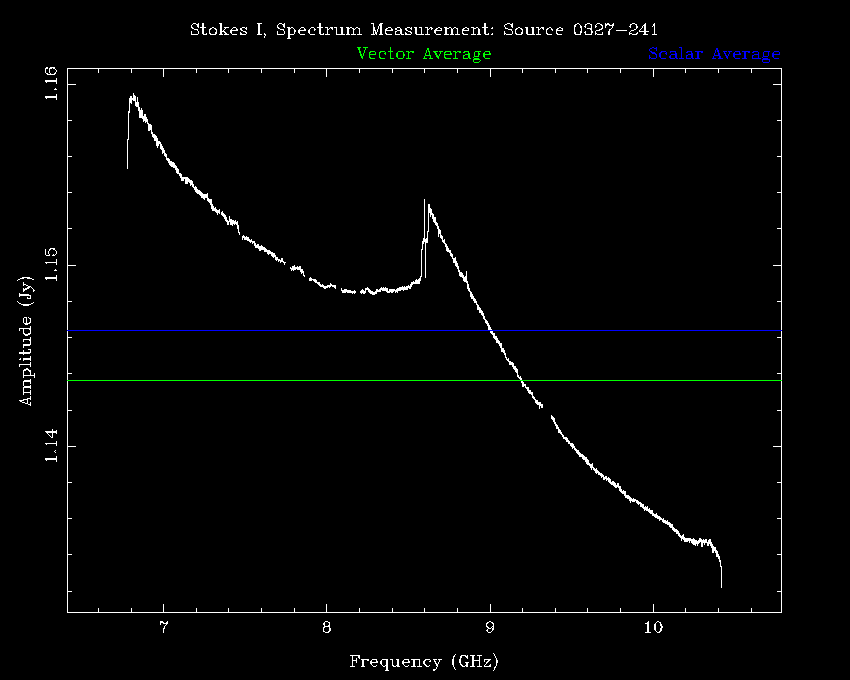 Stokes I, Spectrum Measurement: Source 0327-241
Vector Average
Scalar Average
1.16
1.15
1.14
Amplitude (Jy)
7
8
9
10
Frequency (GHz)